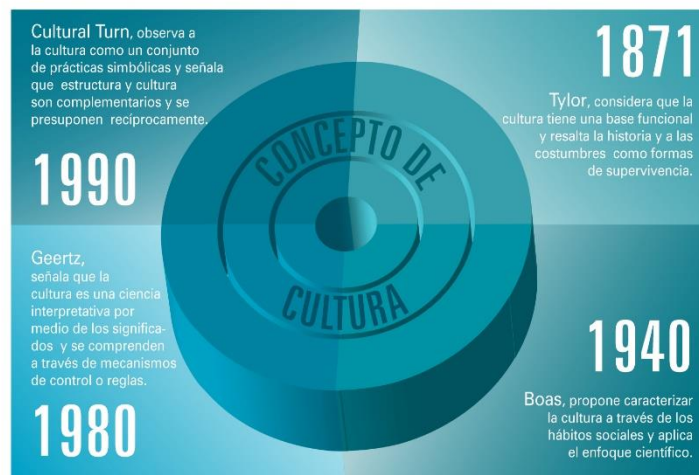 Cultural Turn, observa a
la cultura como un conjunto
de prácticas simbólicas y señala
que estructura y cultura
son complementarios y se
presuponen recíprocamente.
1990
1871
Tylor, considera que la
cultura tiene una base funcional
y resalta la historia y a las
costumbres como formas
de supervivencia.
CONCEPTO DE
CULTURA
Geertz,
señala que la
cultura es una ciencia
interpretativa por
medio de los significa-
dos y se comprenden
a través de mecanismos
de control o reglas.
1980
1940
Boas, propone caracterizar
la cultura a través de los
hábitos sociales y aplica
el enfoque científico.